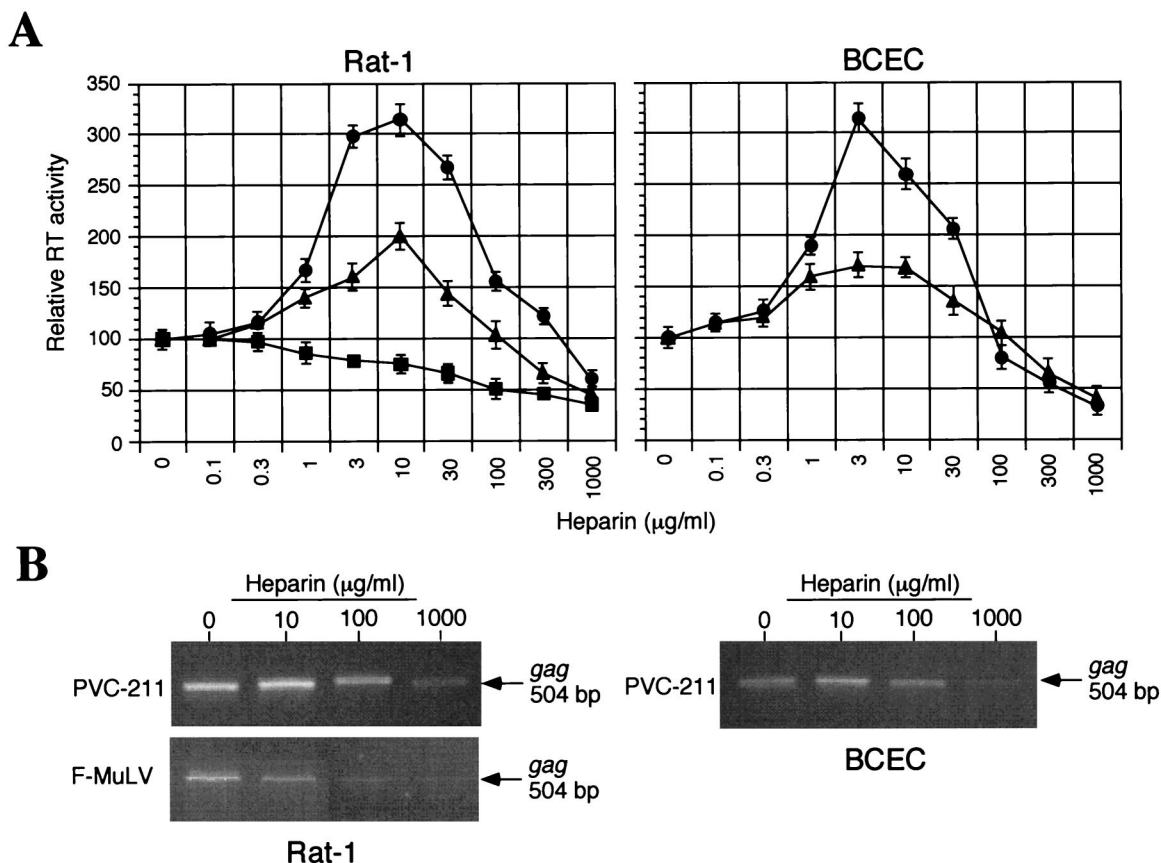 A
Rat-1
BCEC
Relative RT activity
350
300
250
200
150
100
50
0
0 0.1 0.3 1 3 10 30 100 300 1000
0 0.1 0.3 1 3 10 30 100 300 1000
Heparin (μg/ml)
B
Heparin (μg/ml)
0 10 100 1000
PVC-211
gag
504 bp
F-MuLV
gag
504 bp
Rat-1
Heparin (μg/ml)
0 10 100 1000
PVC-211
gag
504 bp
BCEC